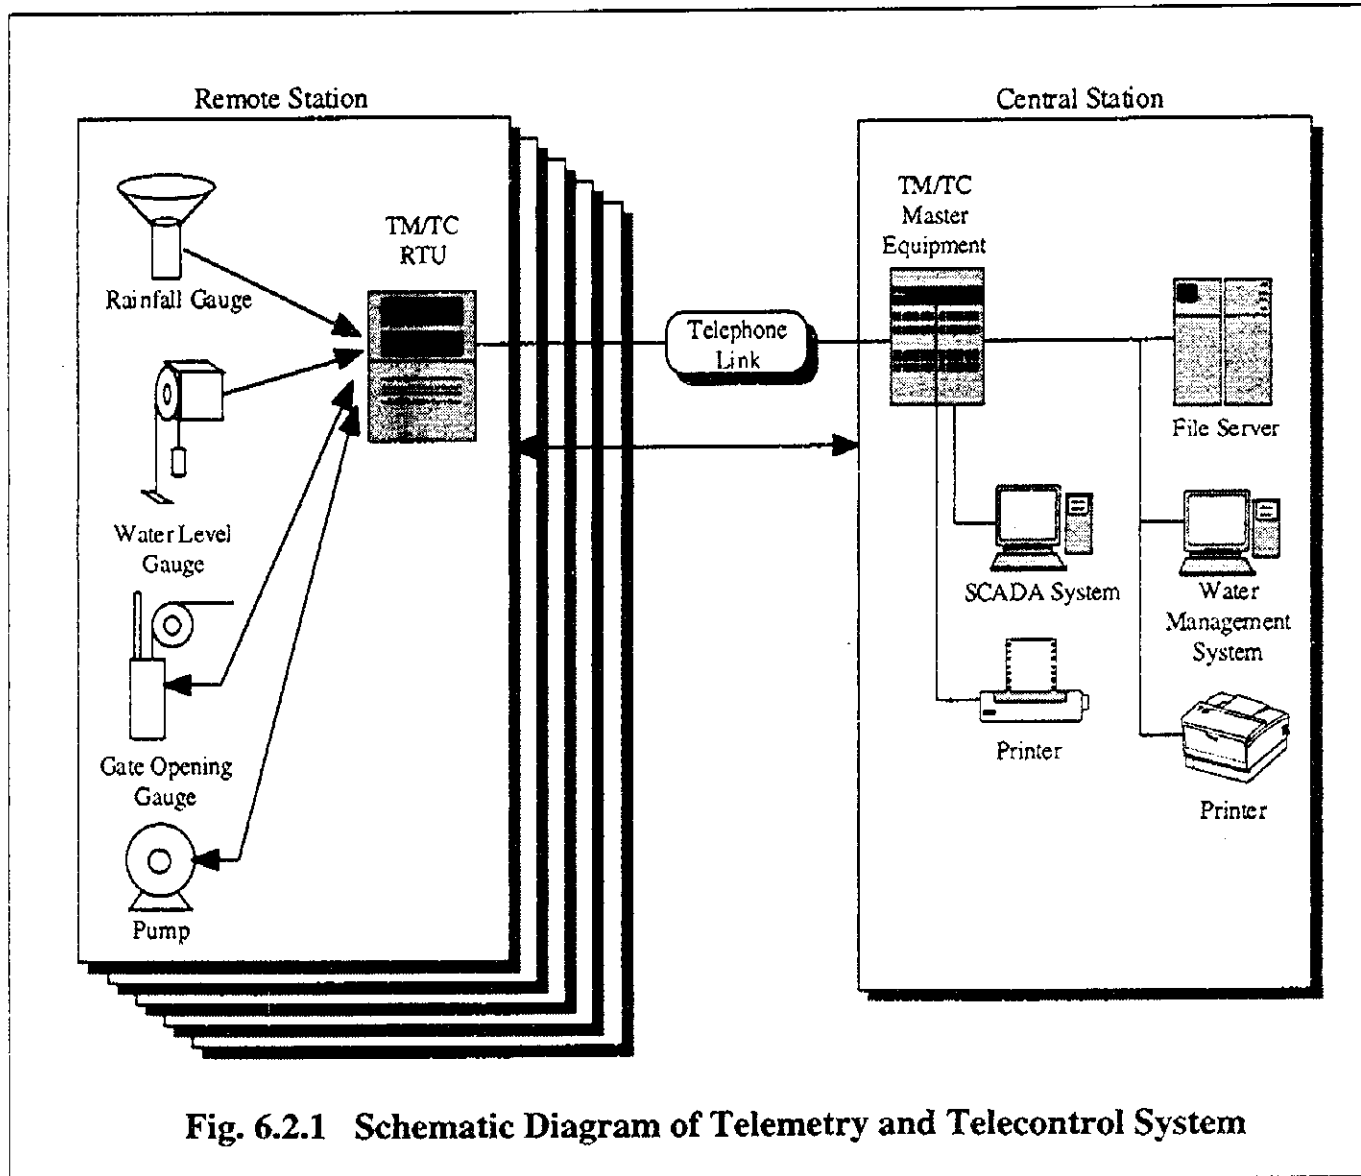 Remote Station
Rainfall Gauge
Water Level
Gauge
Gate Opening
Gauge
Pump
TM/TC
RTU
Telephone
Link
Central Station
TM/TC
Master
Equipment
File Server
SCADA System
Water
Management
System
Printer
Printer
Fig. 6.2.1 Schematic Diagram of Telemetry and Telecontrol System